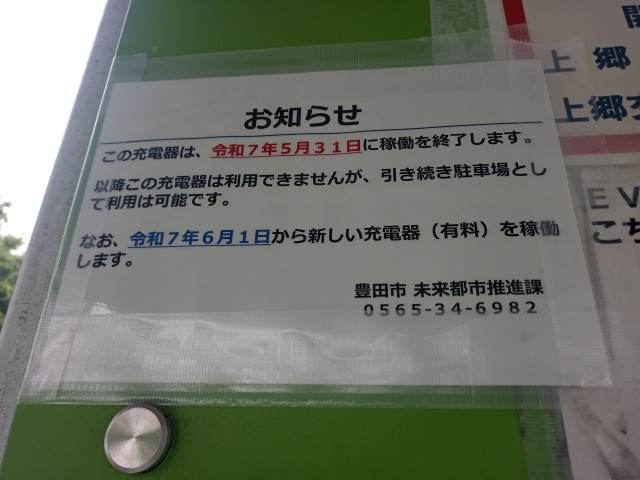 お知らせ
この充電器は、令和７年５月３１日に稼働を終了します。
以降この充電器は利用できませんが、引き続き駐車場とし
て利用は可能です。
なお、令和７年６月１日から新しい充電器（有料）を稼働
します。
豊田市 未来都市推進課
０５６５-３４-６９８２
上 郷
上郷
EV
こち